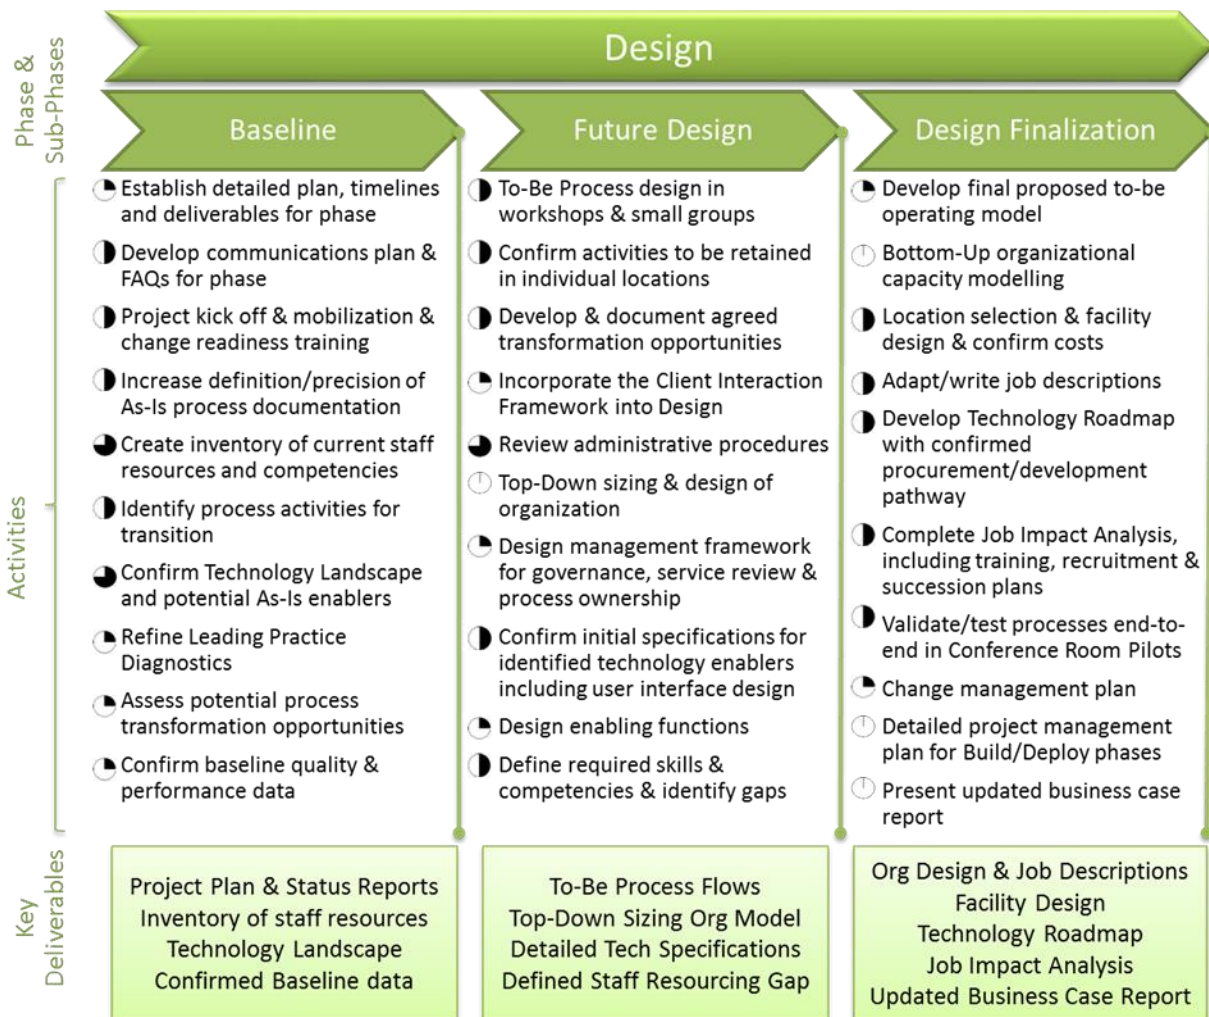 Design
Phase &
Sub-Phases
Baseline
Future Design
Design Finalization
Activities
Establish detailed plan, timelines
and deliverables for phase
Develop communications plan &
FAQs for phase
Project kick off & mobilization &
change readiness training
Increase definition/precision of
As-Is process documentation
Create inventory of current staff
resources and competencies
Identify process activities for
transition
Confirm Technology Landscape
and potential As-Is enablers
Refine Leading Practice
Diagnostics
Assess potential process
transformation opportunities
Confirm baseline quality &
performance data
To-Be Process design in
workshops & small groups
Confirm activities to be retained
in individual locations
Develop & document agreed
transformation opportunities
Incorporate the Client Interaction
Framework into Design
Review administrative procedures
Top-Down sizing & design of
organization
Design management framework
for governance, service review &
process ownership
Confirm initial specifications for
identified technology enablers
including user interface design
Design enabling functions
Define required skills &
competencies & identify gaps
Develop final proposed to-be
operating model
Bottom-Up organizational
capacity modelling
Location selection & facility
design & confirm costs
Adapt/write job descriptions
Develop Technology Roadmap
with confirmed
procurement/development
pathway
Complete Job Impact Analysis,
including training, recruitment &
succession plans
Validate/test processes end-to-
end in Conference Room Pilots
Change management plan
Detailed project management
plan for Build/Deploy phases
Present updated business case
report
Key
Deliverables
Project Plan & Status Reports
Inventory of staff resources
Technology Landscape
Confirmed Baseline data
To-Be Process Flows
Top-Down Sizing Org Model
Detailed Tech Specifications
Defined Staff Resourcing Gap
Org Design & Job Descriptions
Facility Design
Technology Roadmap
Job Impact Analysis
Updated Business Case Report